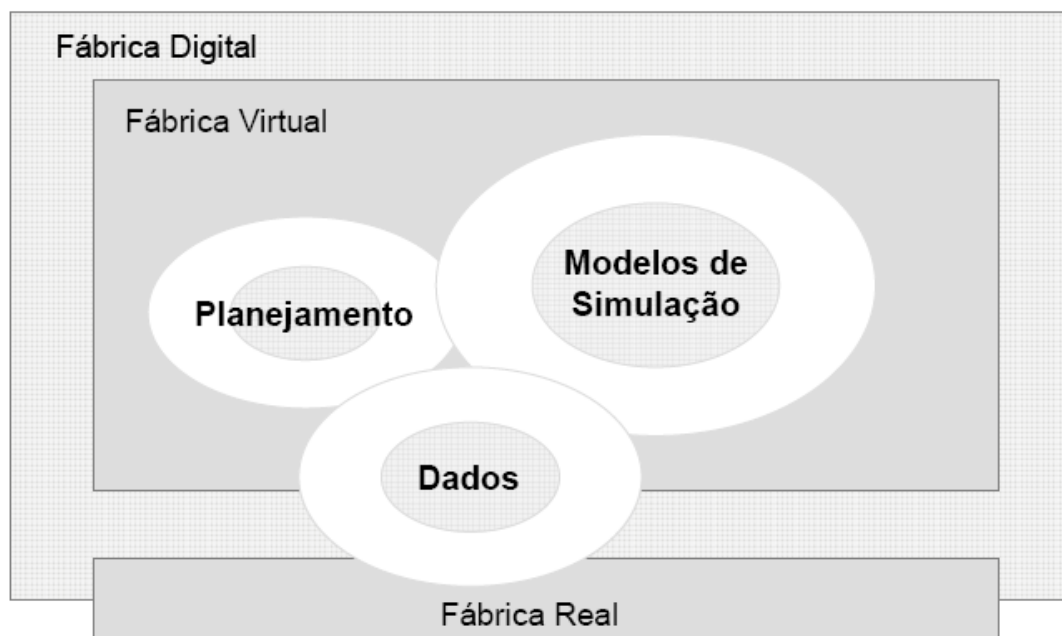 Fábrica Digital
Fábrica Virtual
Modelos de
Simulação
Planejamento
Dados
Fábrica Real